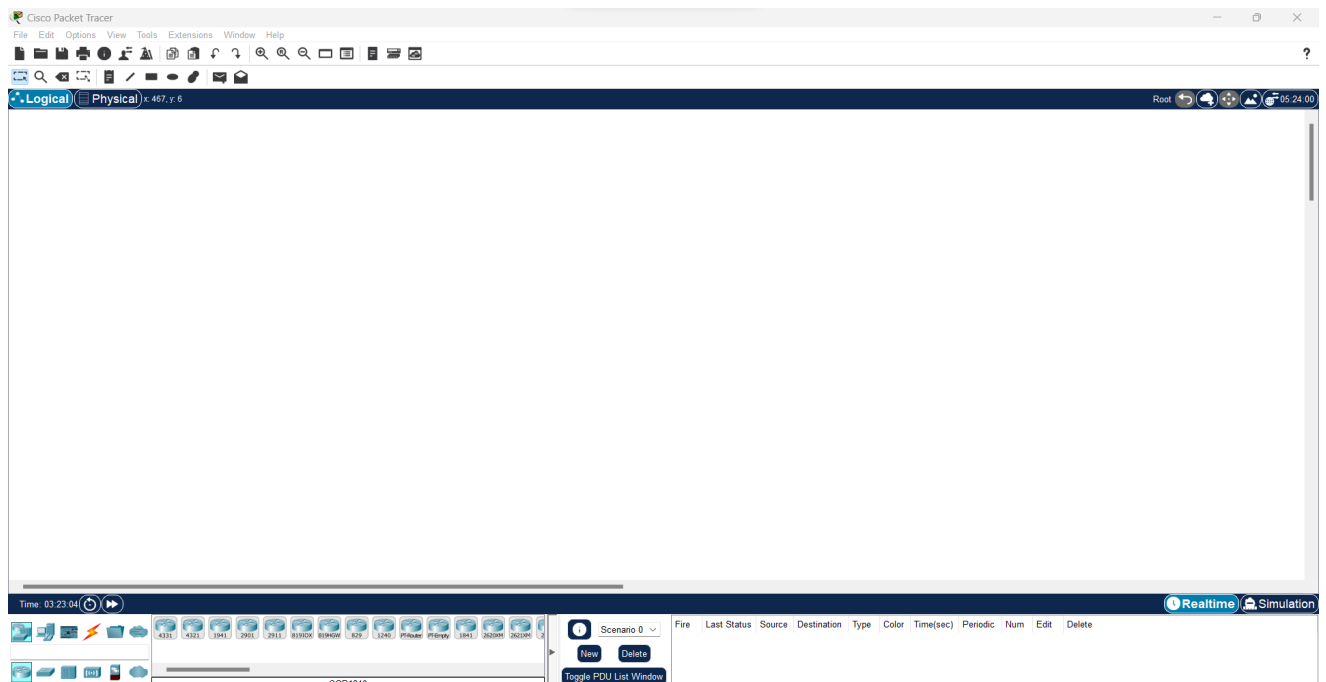 Cisco Packet Tracer
File Edit Options View Tools Extensions Window Help
?
Logical Physical x: 467, y: 6 Root 05:24:00
Time: 03:23:04 Realtime Simulation
4331 4321 1941 2901 2911 819IOX 819HGW 829 1240 PT-Router PT-Empty 1841 2620XM 2621XM 2
Scenario 0 Fire Last Status Source Destination Type Color Time(sec) Periodic Num Edit Delete
New Delete
Toggle PDU List Window